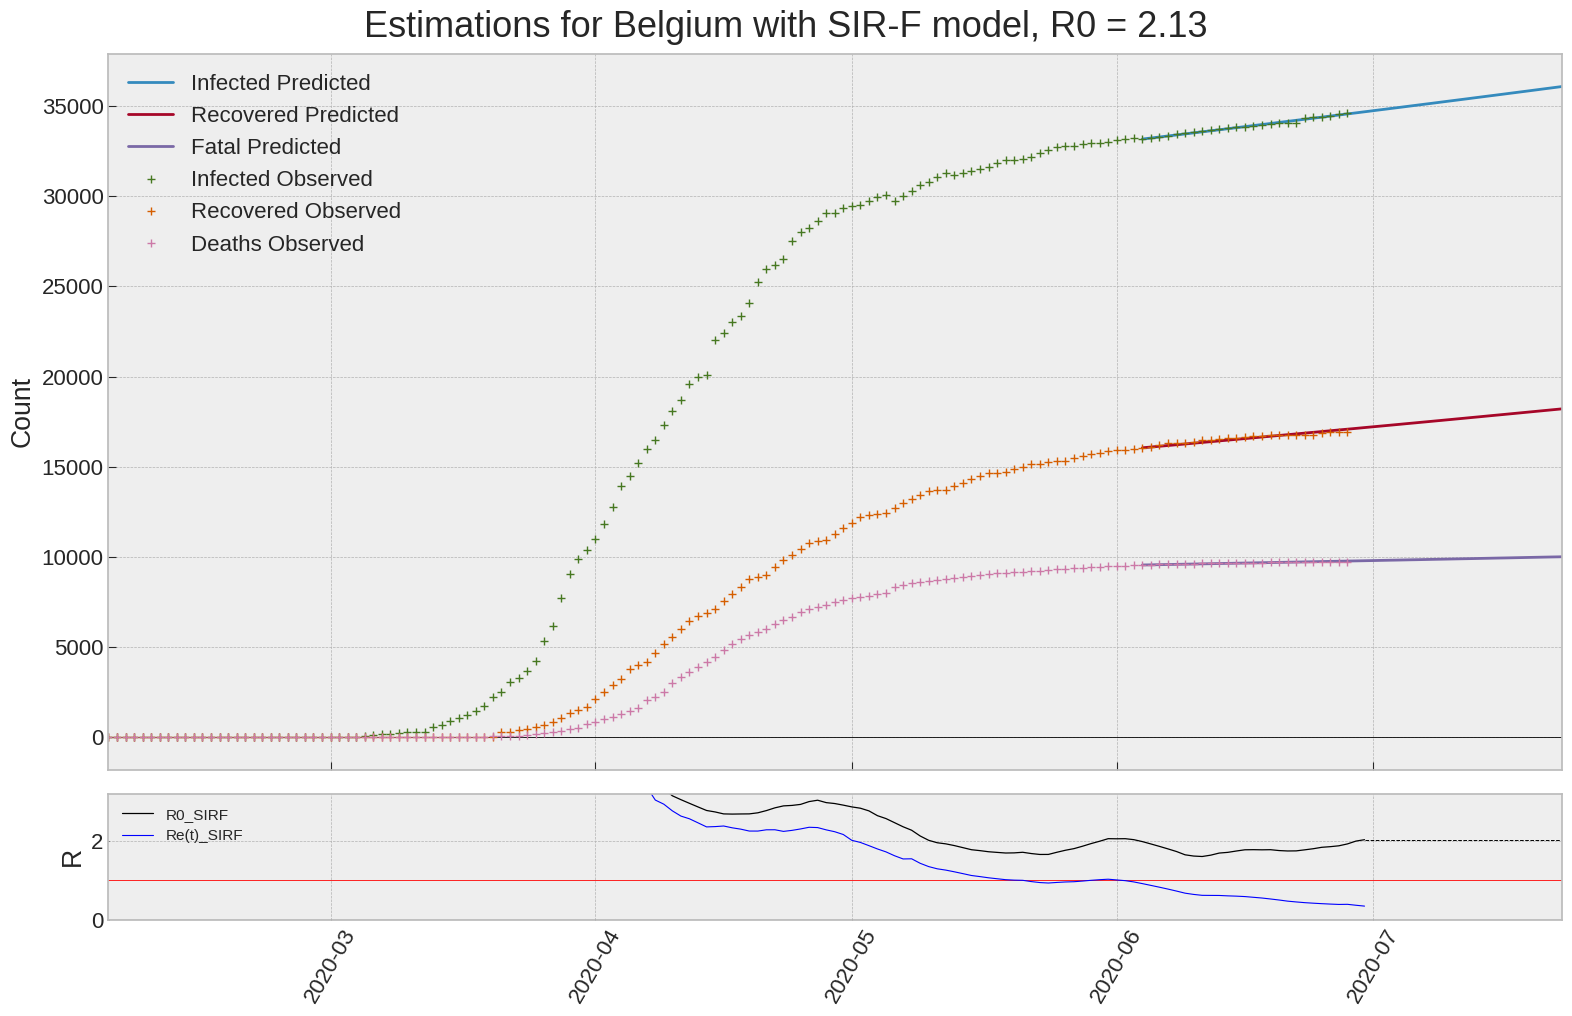 Estimations for Belgium with SIR-F model, R0 = 2.13
Infected Predicted
Recovered Predicted
Fatal Predicted
Infected Observed
Recovered Observed
Deaths Observed
35000
30000
25000
20000
15000
10000
5000
0
Count
R0_SIRF
Re(t)_SIRF
2
0
R
2020-03
2020-04
2020-05
2020-06
2020-07